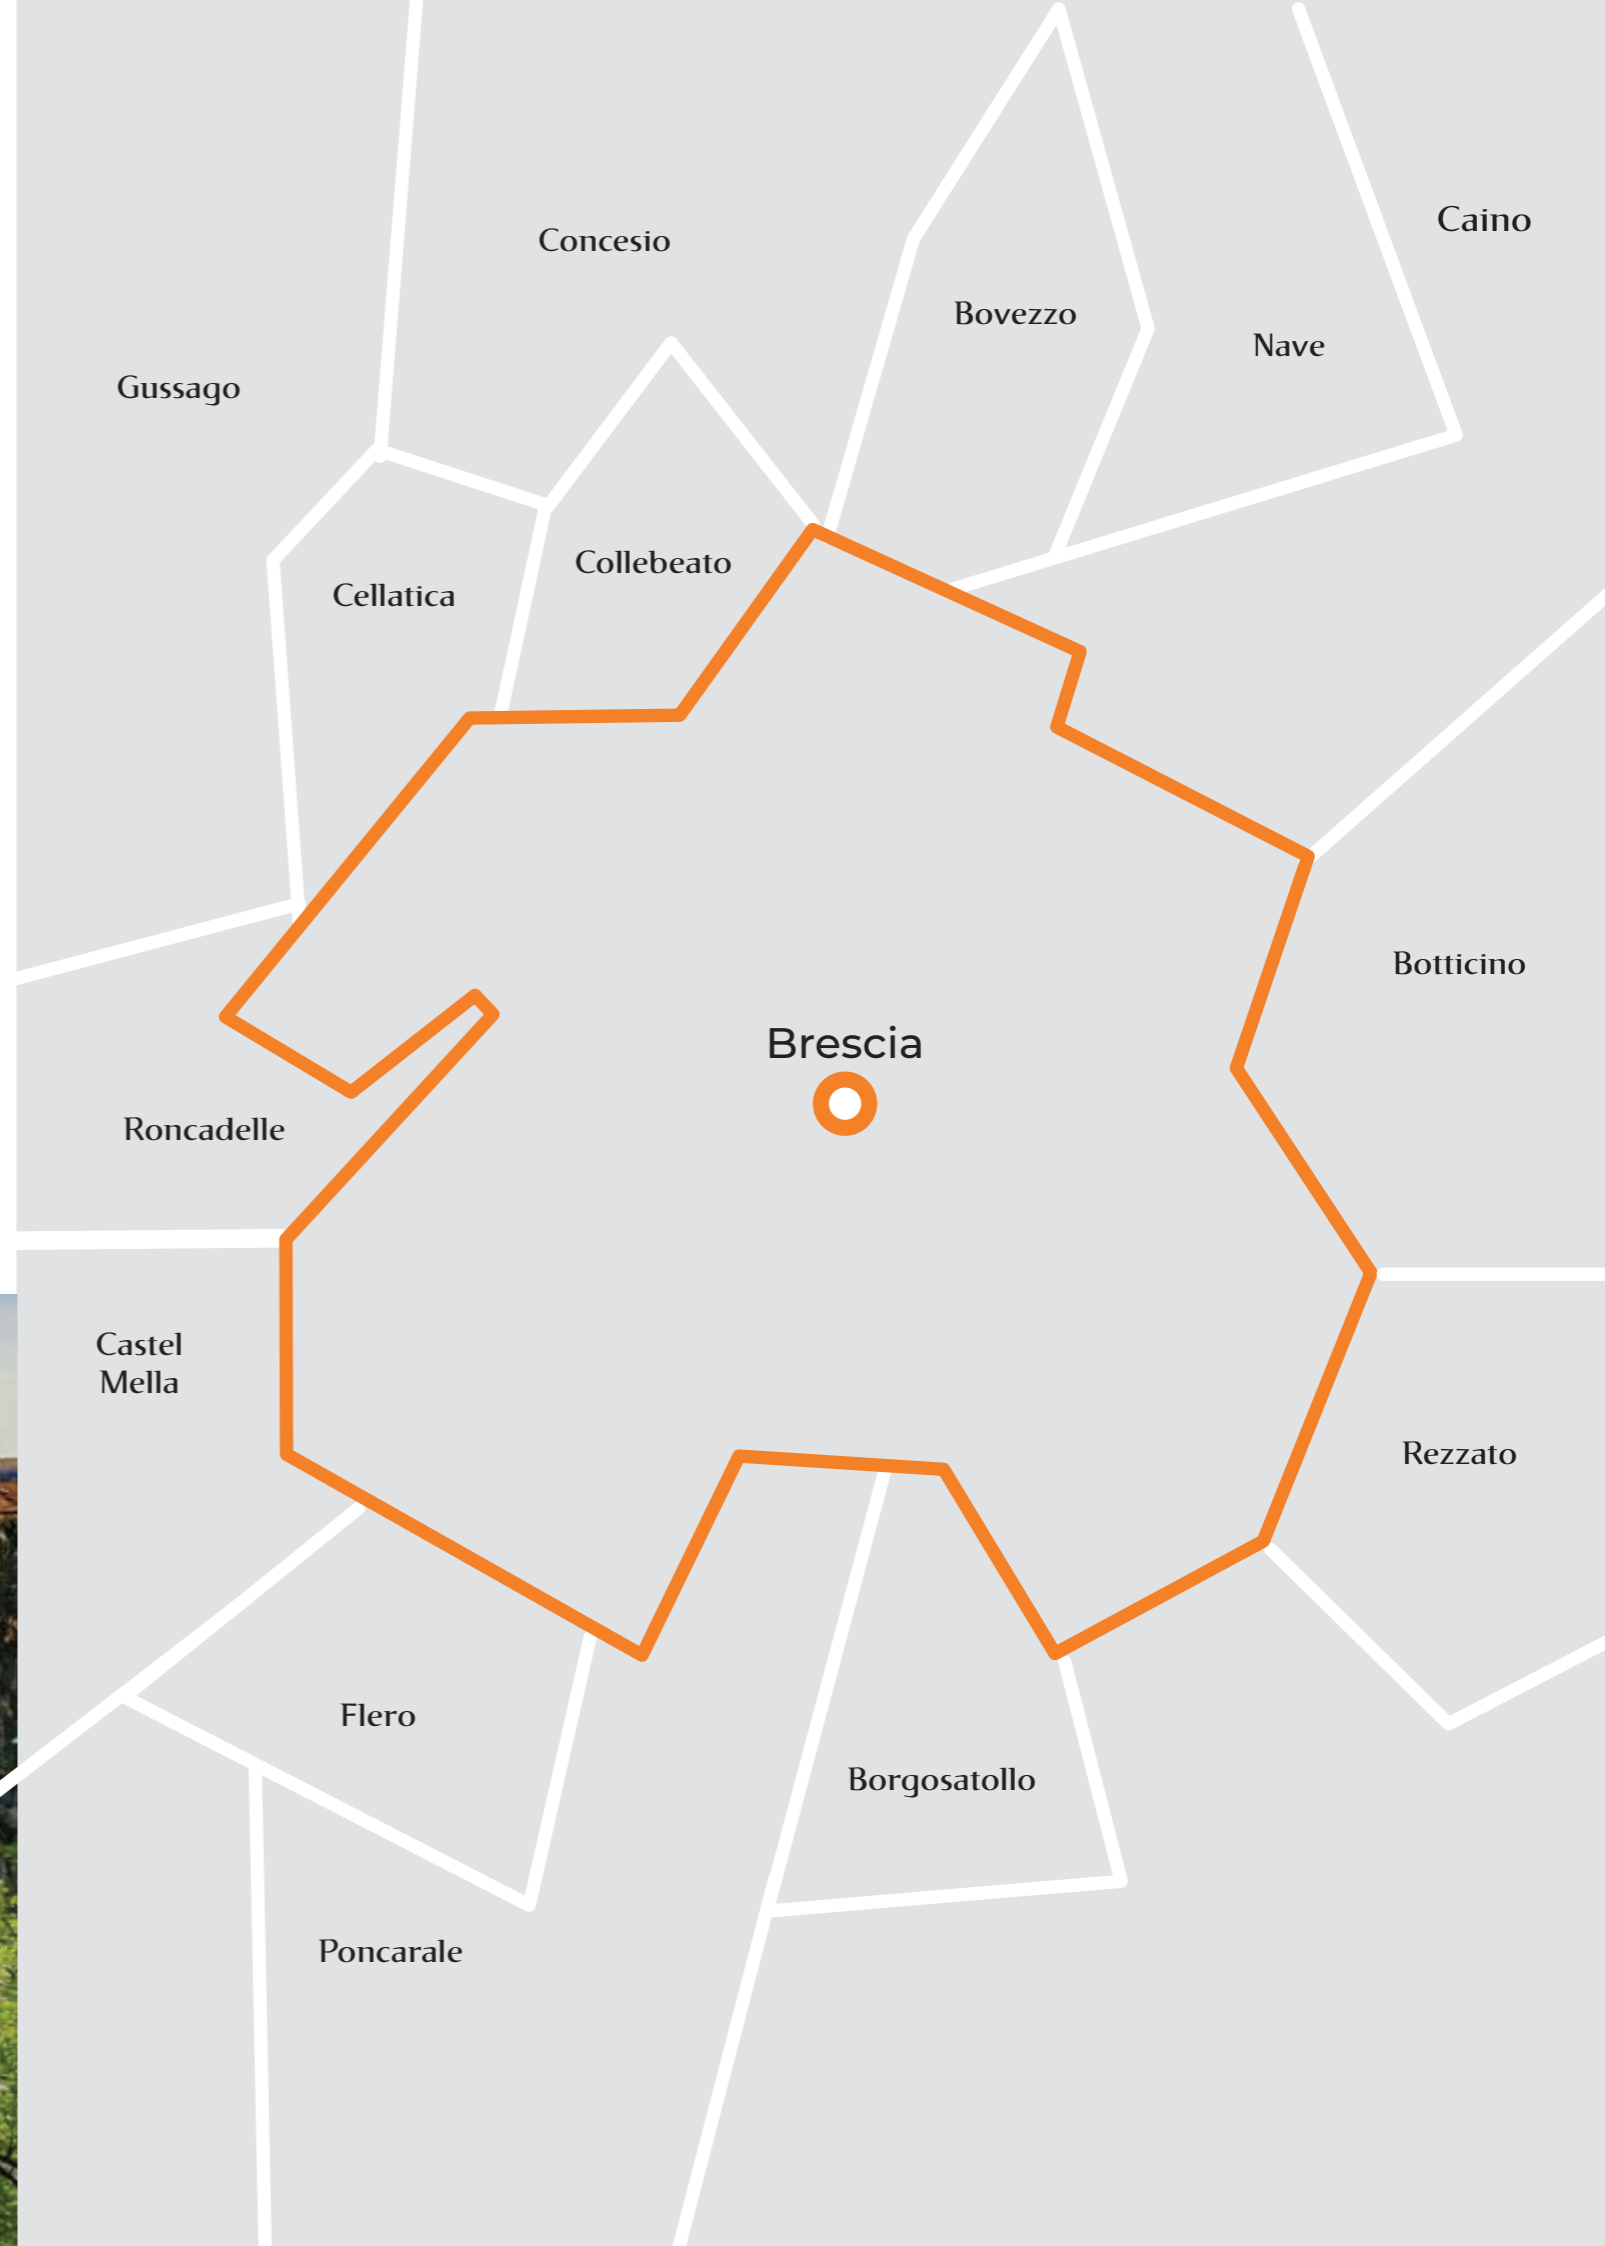 Caino
Concesio
Bovezzo
Nave
Gussago
Collebeato
Cellatica
Botticino
Brescia
Roncadelle
Castel
Mella
Rezzato
Flero
Borgosatollo
Poncarale